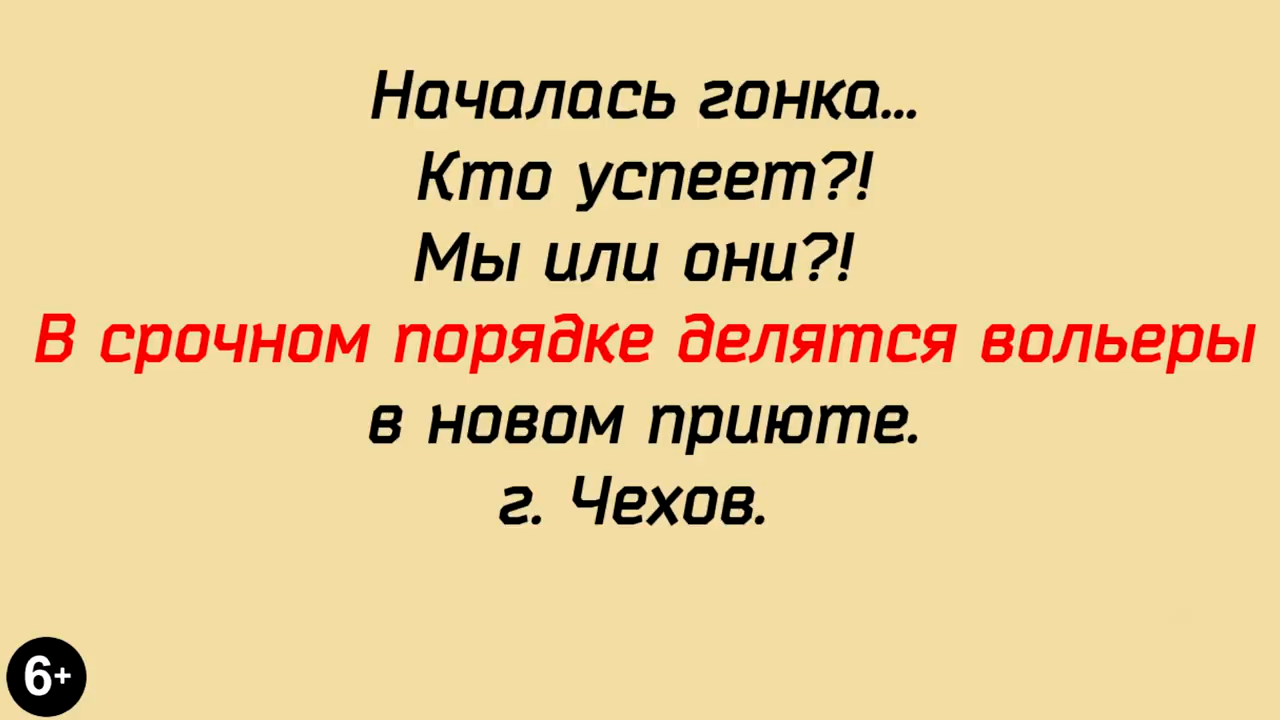 Началась гонка...
Кто успеет?!
Мы или они?!
В срочном порядке делятся вольеры
в новом приюте.
г. Чехов.
6+